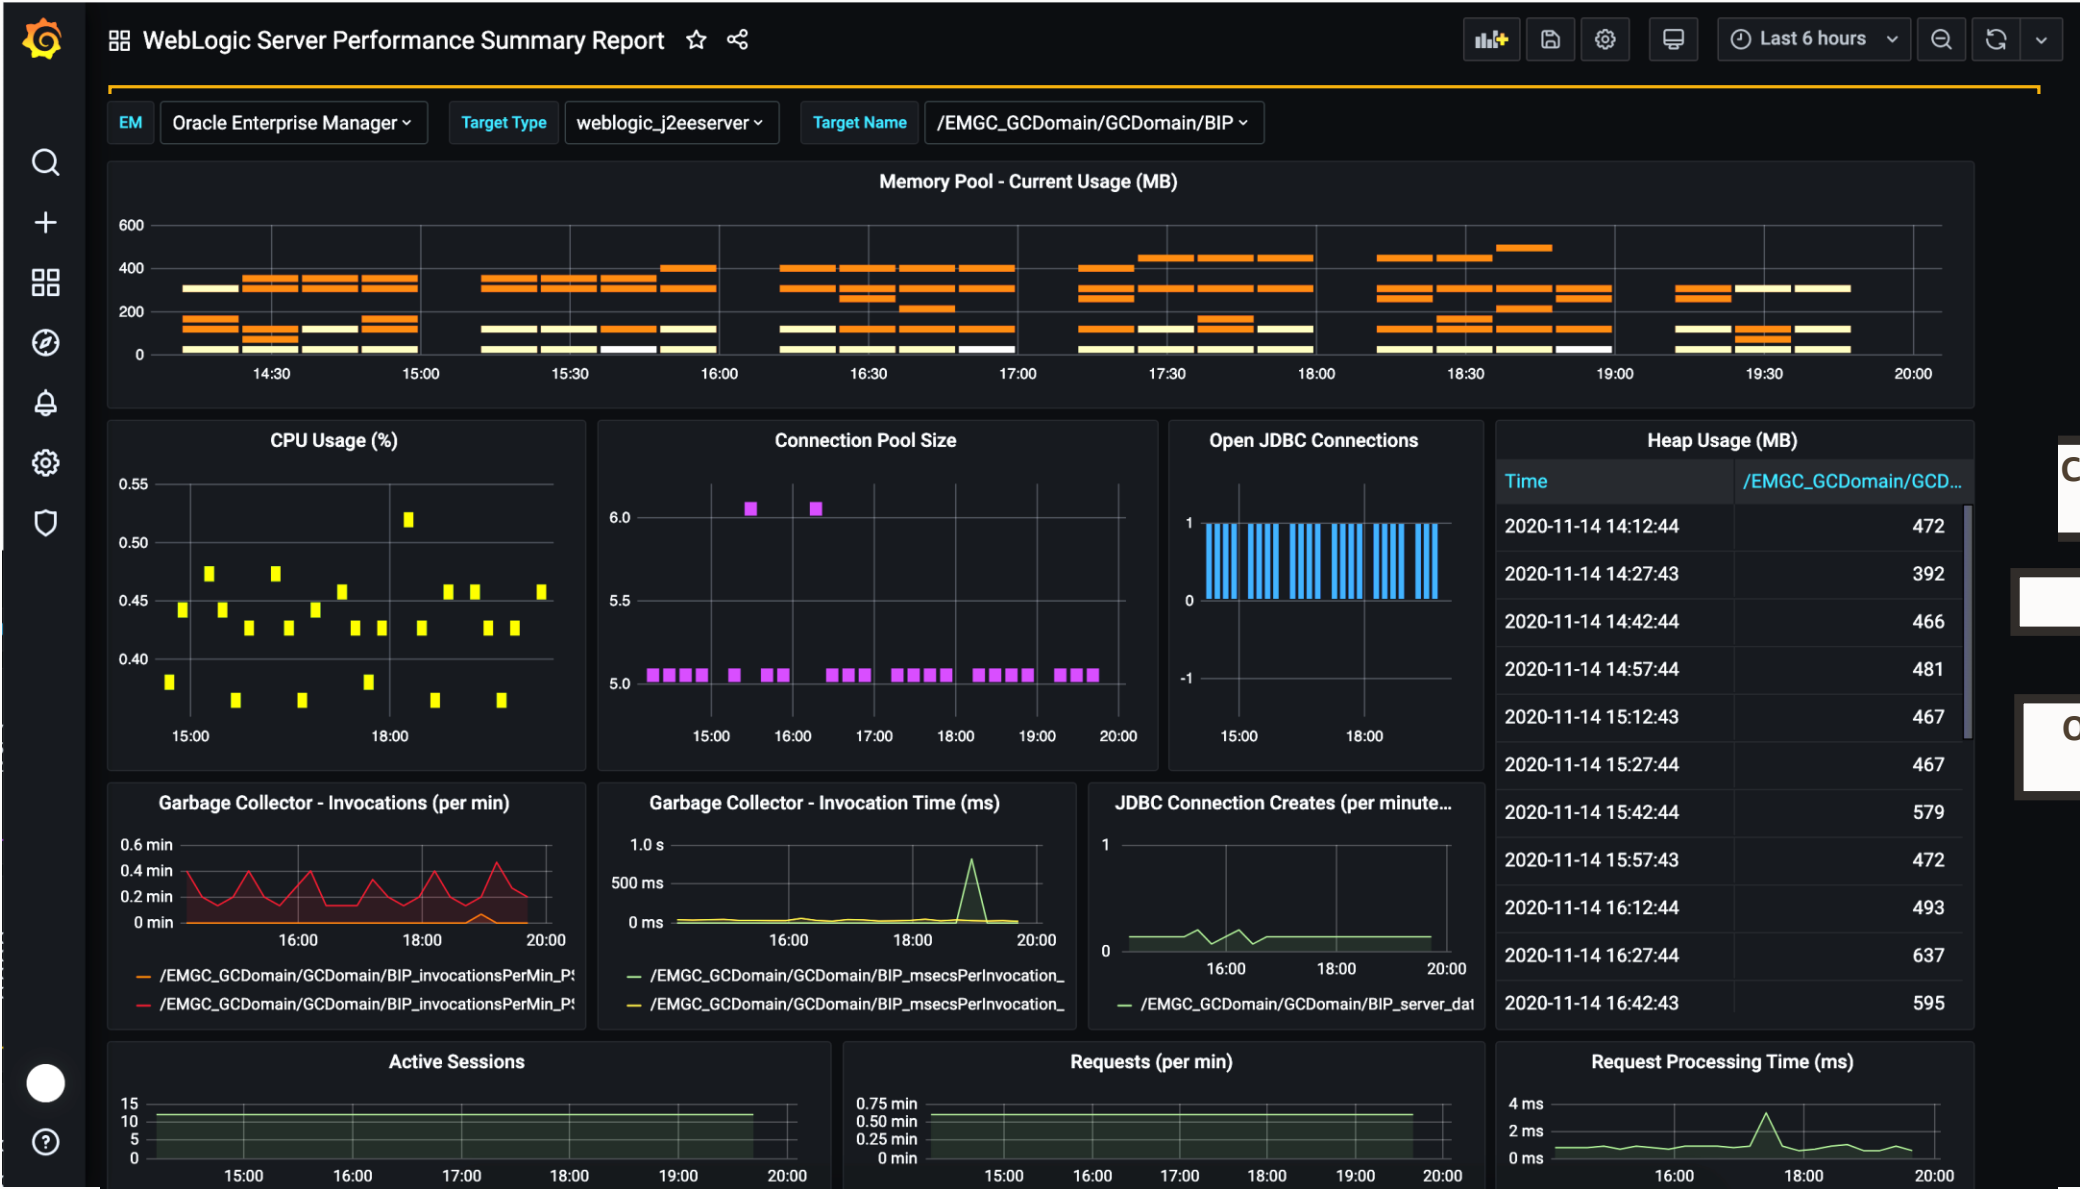 WebLogic Server Performance Summary Report
Last 6 hours
EM Oracle Enterprise Manager Target Type weblogic_j2eeserver Target Name /EMGC_GCDomain/GCDomain/BIP
Memory Pool - Current Usage (MB)
600
400
200
0
14:30 15:00 15:30 16:00 16:30 17:00 17:30 18:00 18:30 19:00 19:30 20:00
CPU Usage (%)
0.55
0.50
0.45
0.40
15:00 18:00
Connection Pool Size
6.0
5.5
5.0
15:00 16:00 17:00 18:00 19:00 20:00
Open JDBC Connections
1
0
-1
15:00 18:00
Heap Usage (MB)
Time /EMGC_GCDomain/GCD...
2020-11-14 14:12:44 472
2020-11-14 14:27:43 392
2020-11-14 14:42:44 466
2020-11-14 14:57:44 481
2020-11-14 15:12:43 467
2020-11-14 15:27:44 467
2020-11-14 15:42:44 579
2020-11-14 15:57:43 472
2020-11-14 16:12:44 493
2020-11-14 16:27:44 637
2020-11-14 16:42:43 595
Garbage Collector - Invocations (per min)
0.6 min
0.4 min
0.2 min
0 min
16:00 18:00 20:00
/EMGC_GCDomain/GCDomain/BIP_invocationsPerMin_PS
/EMGC_GCDomain/GCDomain/BIP_invocationsPerMin_PS
Garbage Collector - Invocation Time (ms)
1.0 s
500 ms
0 ms
16:00 18:00 20:00
/EMGC_GCDomain/GCDomain/BIP_msecsPerInvocation_
/EMGC_GCDomain/GCDomain/BIP_msecsPerInvocation_
JDBC Connection Creates (per minute...
1
0
16:00 18:00 20:00
/EMGC_GCDomain/GCDomain/BIP_server_dat
Active Sessions
15
10
5
0
15:00 16:00 17:00 18:00 19:00 20:00
Requests (per min)
0.75 min
0.50 min
0.25 min
0 min
15:00 16:00 17:00 18:00 19:00 20:00
Request Processing Time (ms)
4 ms
2 ms
0 ms
16:00 18:00 20:00